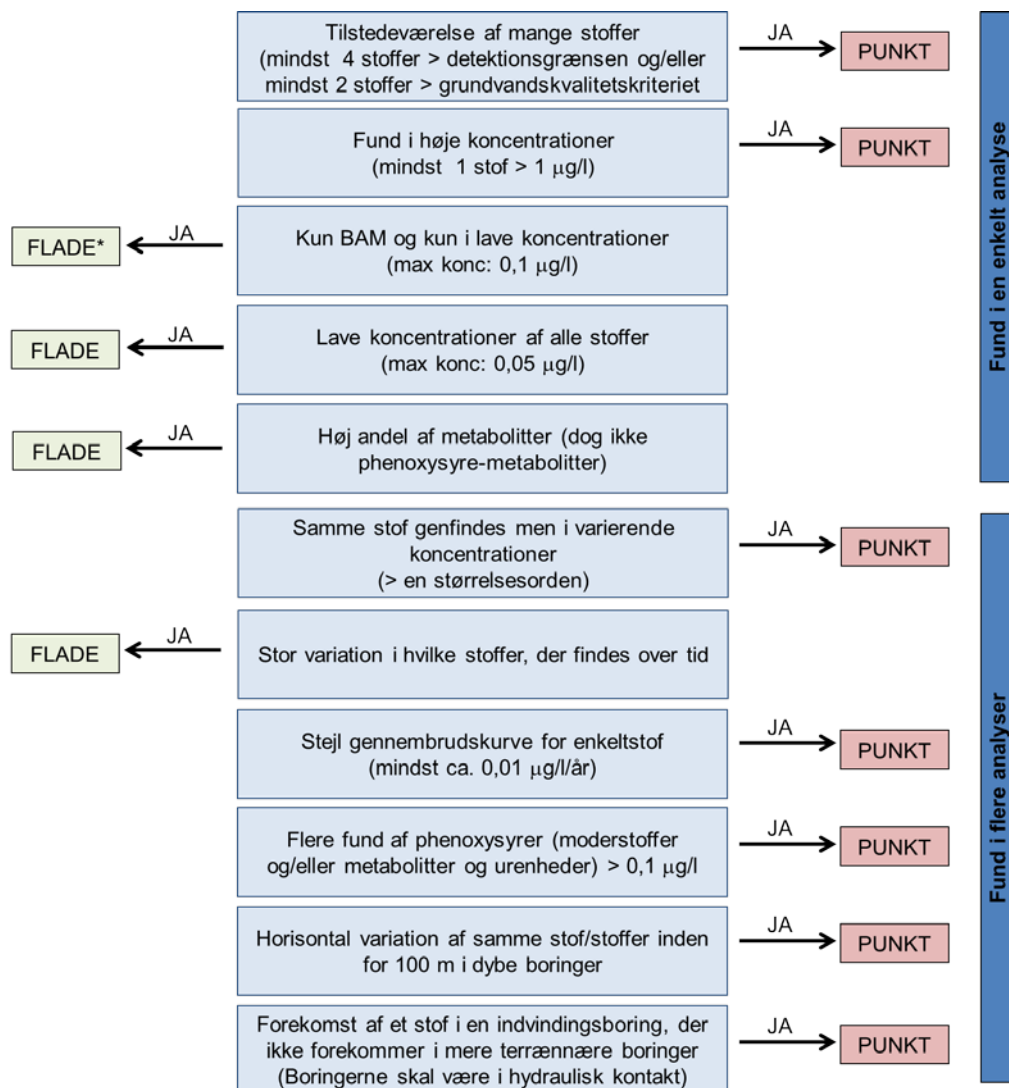 Tilstedeværelse af mange stoffer
(mindst 4 stoffer > detektionsgrænsen og/eller
mindst 2 stoffer > grundvandskvalitetskriteriet
JA
PUNKT
Fund i høje koncentrationer
(mindst 1 stof > 1 µg/l)
JA
PUNKT
FLADE*
JA
Kun BAM og kun i lave koncentrationer
(max konc: 0,1 µg/l)
FLADE
JA
Lave koncentrationer af alle stoffer
(max konc: 0,05 µg/l)
FLADE
JA
Høj andel af metabolitter (dog ikke
phenoxysyre-metabolitter)
Fund i en enkelt analyse
Samme stof genfindes men i varierende
koncentrationer
(> en størrelsesorden)
JA
PUNKT
FLADE
JA
Stor variation i hvilke stoffer, der findes over tid
Stejl gennembrudskurve for enkeltstof
(mindst ca. 0,01 µg/l/år)
JA
PUNKT
Flere fund af phenoxysyrer (moderstoffer
og/eller metabolitter og urenheder) > 0,1 µg/l
JA
PUNKT
Horisontal variation af samme stof/stoffer inden
for 100 m i dybe boringer
JA
PUNKT
Forekomst af et stof i en indvindingsboring, der
ikke forekommer i mere terrænnære boringer
(Boringerne skal være i hydraulisk kontakt)
JA
PUNKT
Fund i flere analyser